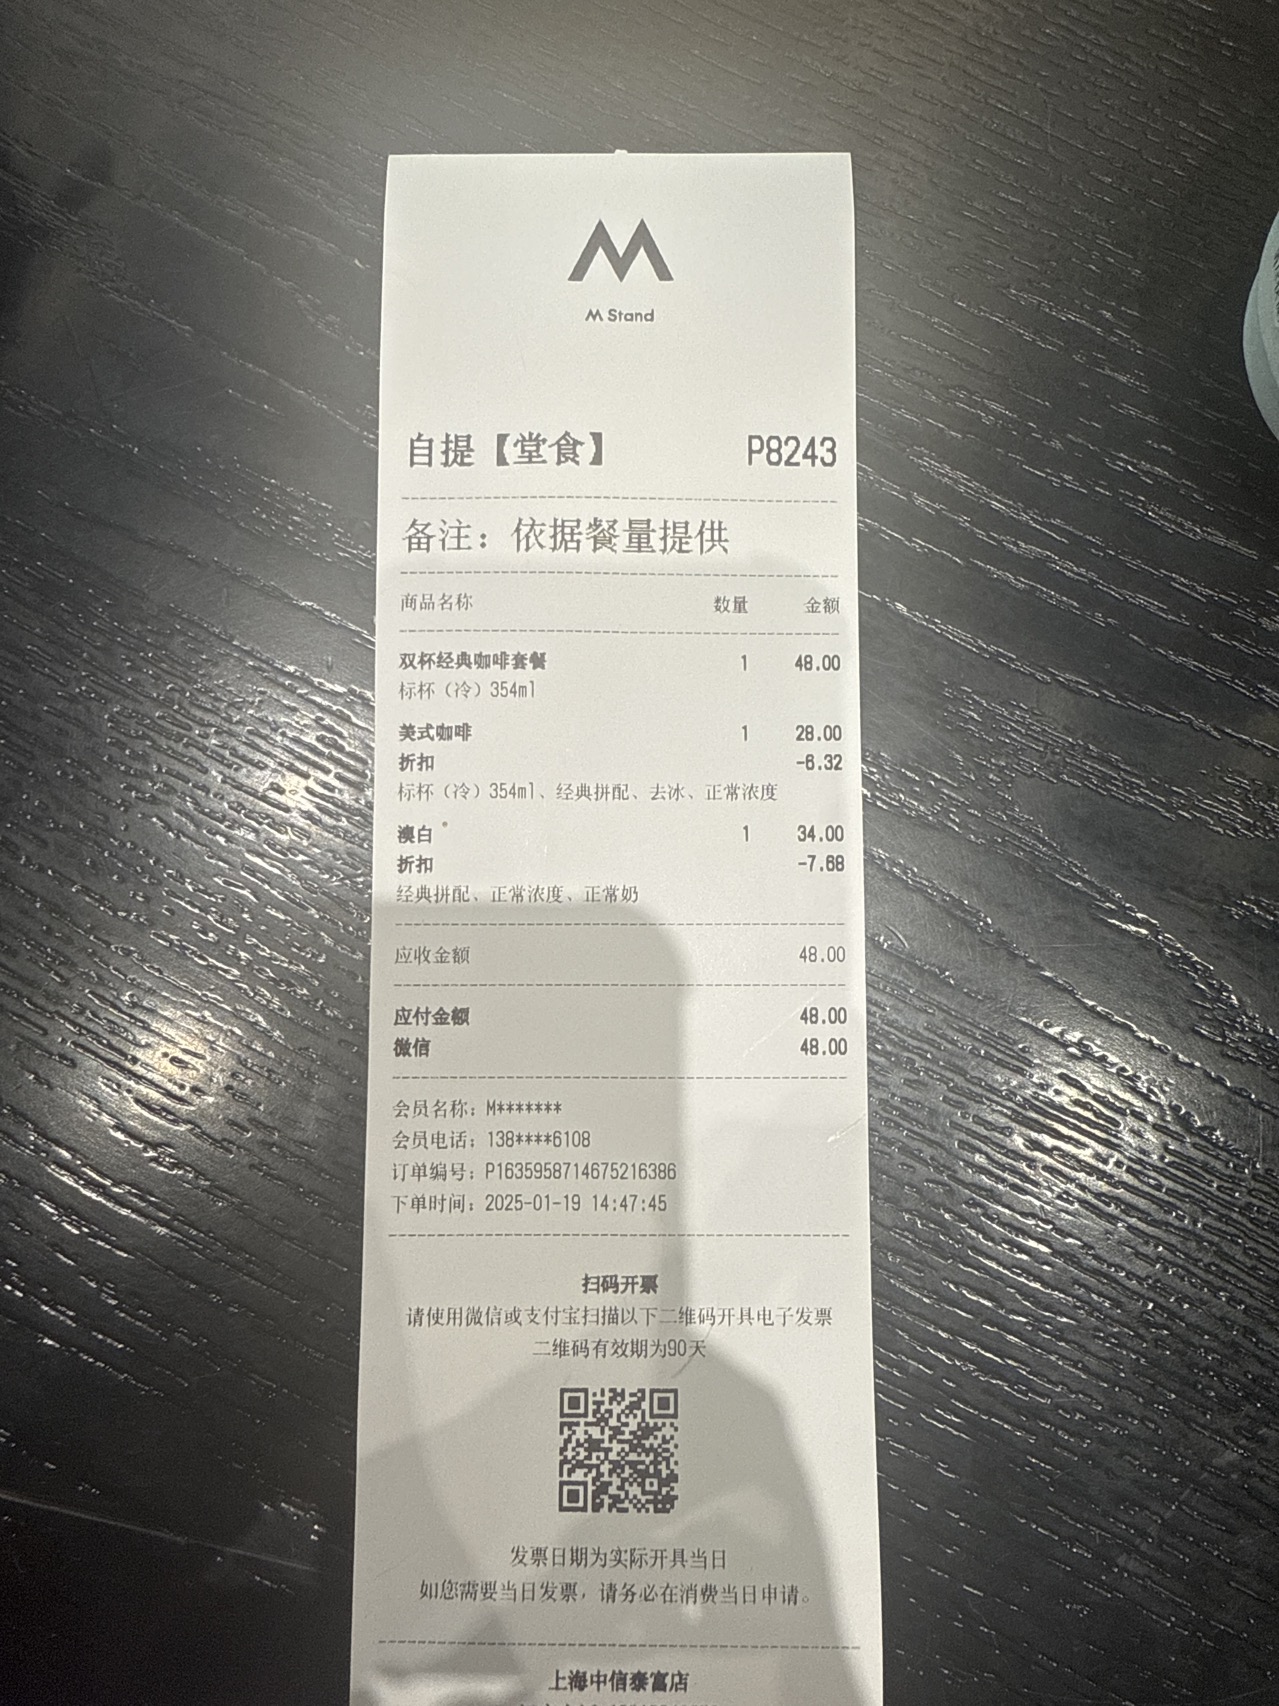 M Stand
自提【堂食】 P8243
备注：依据餐量提供
商品名称 数量 金额
双杯经典咖啡套餐 1 48.00
标杯（冷）354ml
美式咖啡 1 28.00
折扣 -6.32
标杯（冷）354ml、经典拼配、去冰、正常浓度
澳白 1 34.00
折扣 -7.68
经典拼配、正常浓度、正常奶
应收金额 48.00
应付金额 48.00
微信 48.00
会员名称：M*******
会员电话：138****6108
订单编号：P1635958714675216386
下单时间：2025-01-19 14:47:45
扫码开票
请使用微信或支付宝扫描以下二维码开具电子发票
二维码有效期为90天
发票日期为实际开具当日
如您需要当日发票，请务必在消费当日申请。
上海中信泰富店